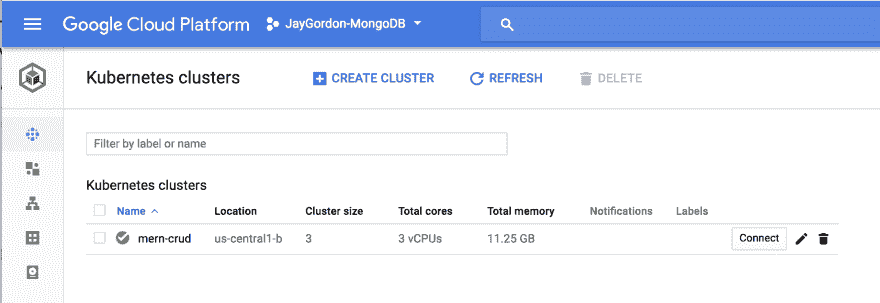 Google Cloud Platform JayGordon-MongoDB
Kubernetes clusters CREATE CLUSTER REFRESH DELETE
Filter by label or name
Kubernetes clusters
Name Location Cluster size Total cores Total memory Notifications Labels
mern-crud us-central1-b 3 3 vCPUs 11.25 GB Connect